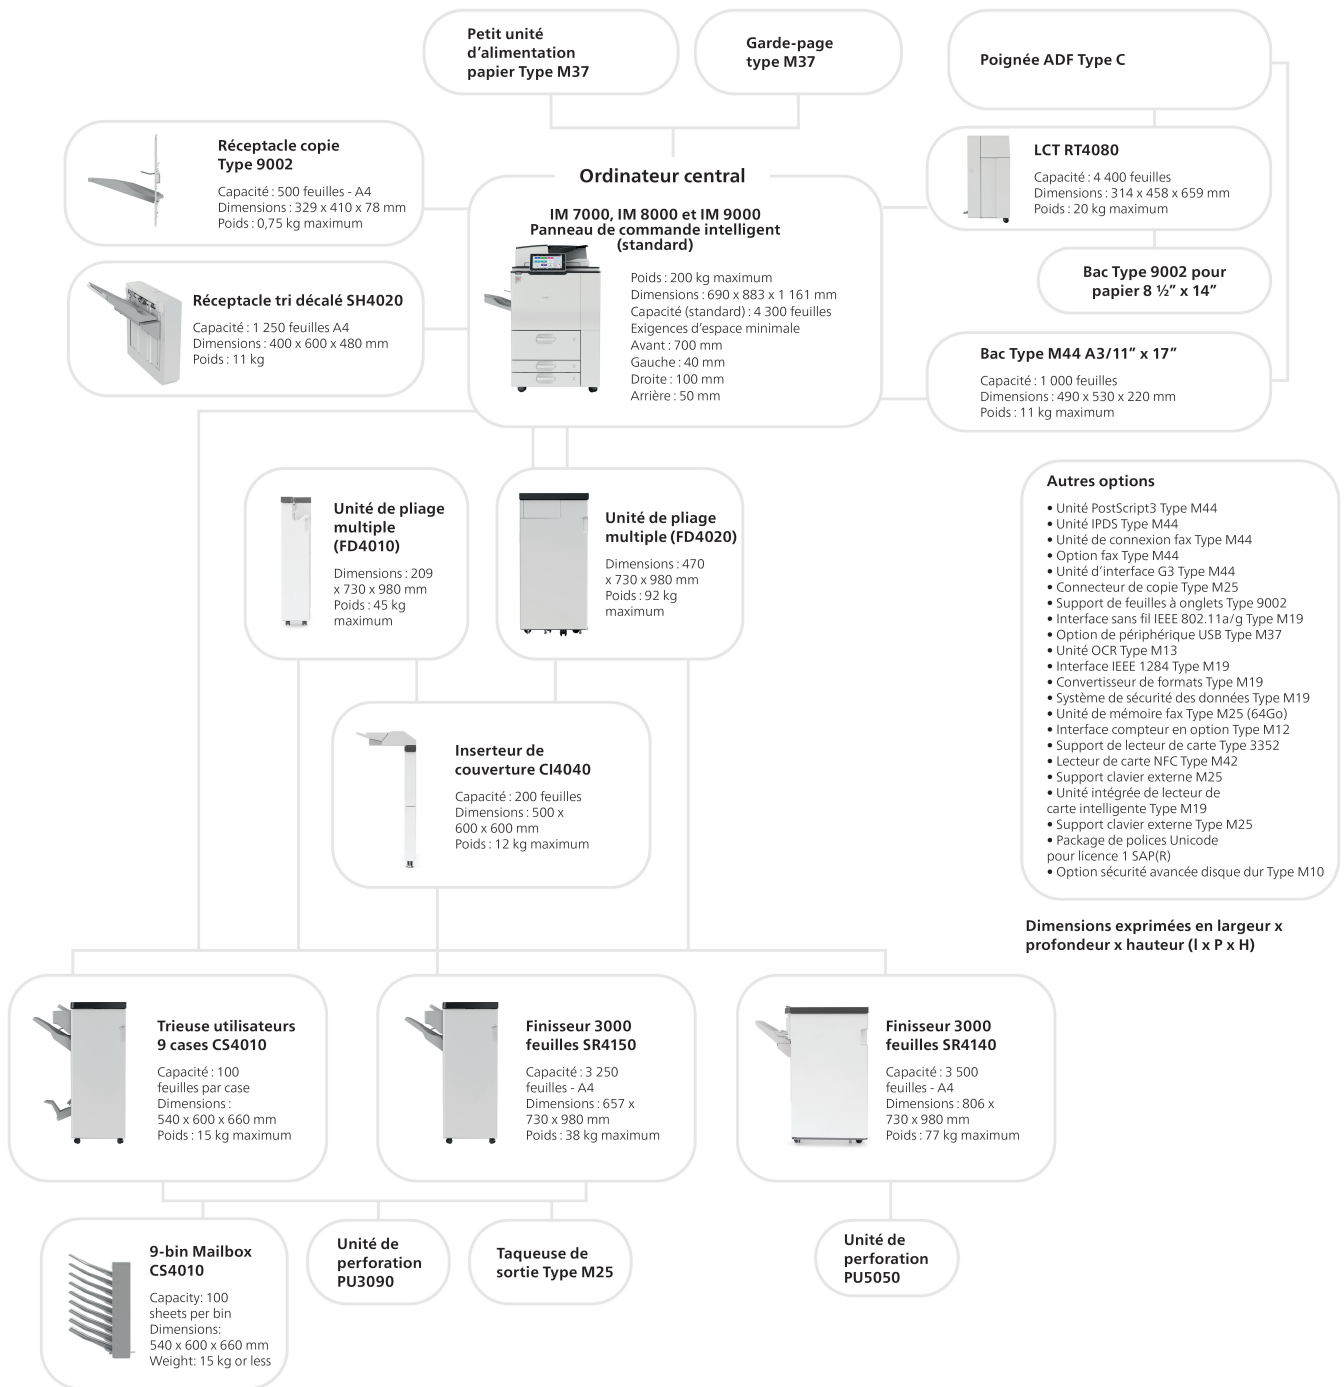 Petit unité
d’alimentation
papier Type M37
Garde-page
type M37
Poignée ADF Type C
Réceptacle copie
Type 9002
Capacité : 500 feuilles - A4
Dimensions : 329 x 410 x 78 mm
Poids : 0,75 kg maximum
LCT RT4080
Capacité : 4 400 feuilles
Dimensions : 314 x 458 x 659 mm
Poids : 20 kg maximum
Ordinateur central
IM 7000, IM 8000 et IM 9000
Panneau de commande intelligent
(standard)
Poids : 200 kg maximum
Dimensions : 690 x 883 x 1 161 mm
Capacité (standard) : 4 300 feuilles
Exigences d’espace minimale
Avant : 700 mm
Gauche : 40 mm
Droite : 100 mm
Arrière : 50 mm
Bac Type 9002 pour
papier 8 ½” x 14”
Réceptacle tri décalé SH4020
Capacité : 1 250 feuilles A4
Dimensions : 400 x 600 x 480 mm
Poids : 11 kg
Bac Type M44 A3/11” x 17”
Capacité : 1 000 feuilles
Dimensions : 490 x 530 x 220 mm
Poids : 11 kg maximum
Unité de pliage
multiple
(FD4010)
Dimensions : 209
x 730 x 980 mm
Poids : 45 kg
maximum
Unité de pliage
multiple (FD4020)
Dimensions : 470
x 730 x 980 mm
Poids : 92 kg
maximum
Autres options
• Unité PostScript3 Type M44
• Unité IPDS Type M44
• Unité de connexion fax Type M44
• Option fax Type M44
• Unité d’interface G3 Type M44
• Connecteur de copie Type M25
• Support de feuilles à onglets Type 9002
• Interface sans fil IEEE 802.11a/g Type M19
• Option de périphérique USB Type M37
• Unité OCR Type M13
• Interface IEEE 1284 Type M19
• Convertisseur de formats Type M19
• Système de sécurité des données Type M19
• Unité de mémoire fax Type M25 (64Go)
• Interface compteur en option Type M12
• Support de lecteur de carte Type 3352
• Lecteur de carte NFC Type M42
• Support clavier externe M25
• Unité intégrée de lecteur de
carte intelligente Type M19
• Support clavier externe Type M25
• Package de polices Unicode
pour licence 1 SAP(R)
• Option sécurité avancée disque dur Type M10
Inserteur de
couverture CI4040
Capacité : 200 feuilles
Dimensions : 500 x
600 x 600 mm
Poids : 12 kg maximum
Dimensions exprimées en largeur x
profondeur x hauteur (l x P x H)
Trieuse utilisateurs
9 cases CS4010
Capacité : 100
feuilles par case
Dimensions :
540 x 600 x 660 mm
Poids : 15 kg maximum
Finisseur 3000
feuilles SR4150
Capacité : 3 250
feuilles - A4
Dimensions : 657 x
730 x 980 mm
Poids : 38 kg maximum
Finisseur 3000
feuilles SR4140
Capacité : 3 500
feuilles - A4
Dimensions : 806 x
730 x 980 mm
Poids : 77 kg maximum
9-bin Mailbox
CS4010
Capacity: 100
sheets per bin
Dimensions:
540 x 600 x 660 mm
Weight: 15 kg or less
Unité de
perforation
PU3090
Taqueuse de
sortie Type M25
Unité de
perforation
PU5050